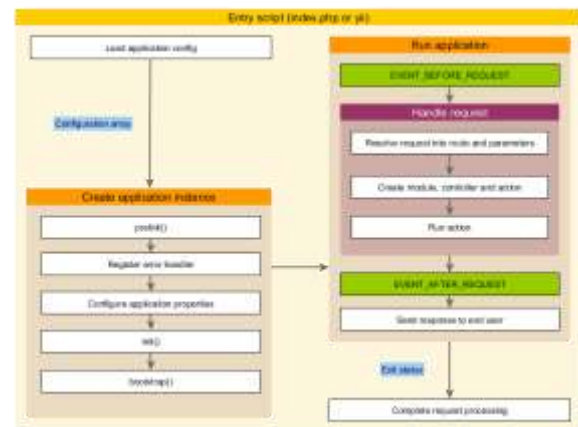 Entry script (index.php or yii)
Load application config
Configuration array
Create application instance
preInit()
Register error handler
Configure application properties
init()
bootstrap()
Run application
EVENT_BEFORE_REQUEST
Handle request
Resolve request into route and parameters
Create module, controller and action
Run action
EVENT_AFTER_REQUEST
Send response to end user
Exit status
Complete request processing